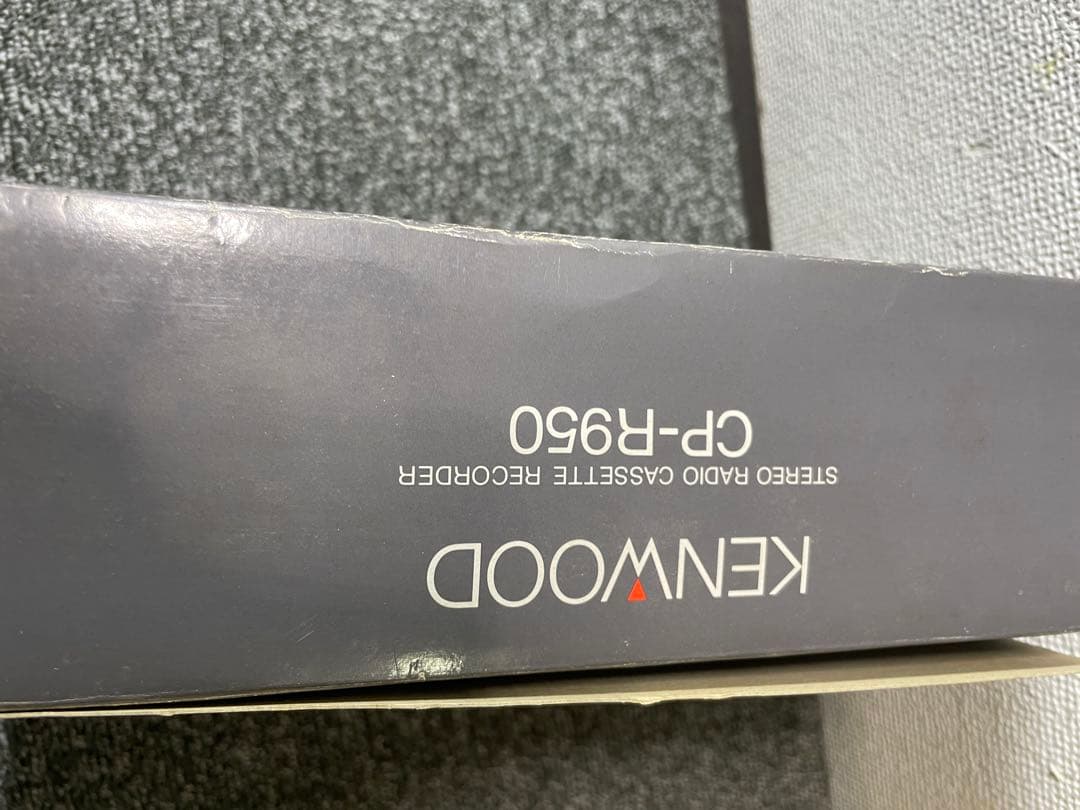 KENWOOD
STEREO RADIO CASSETTE RECORDER
CP-R950